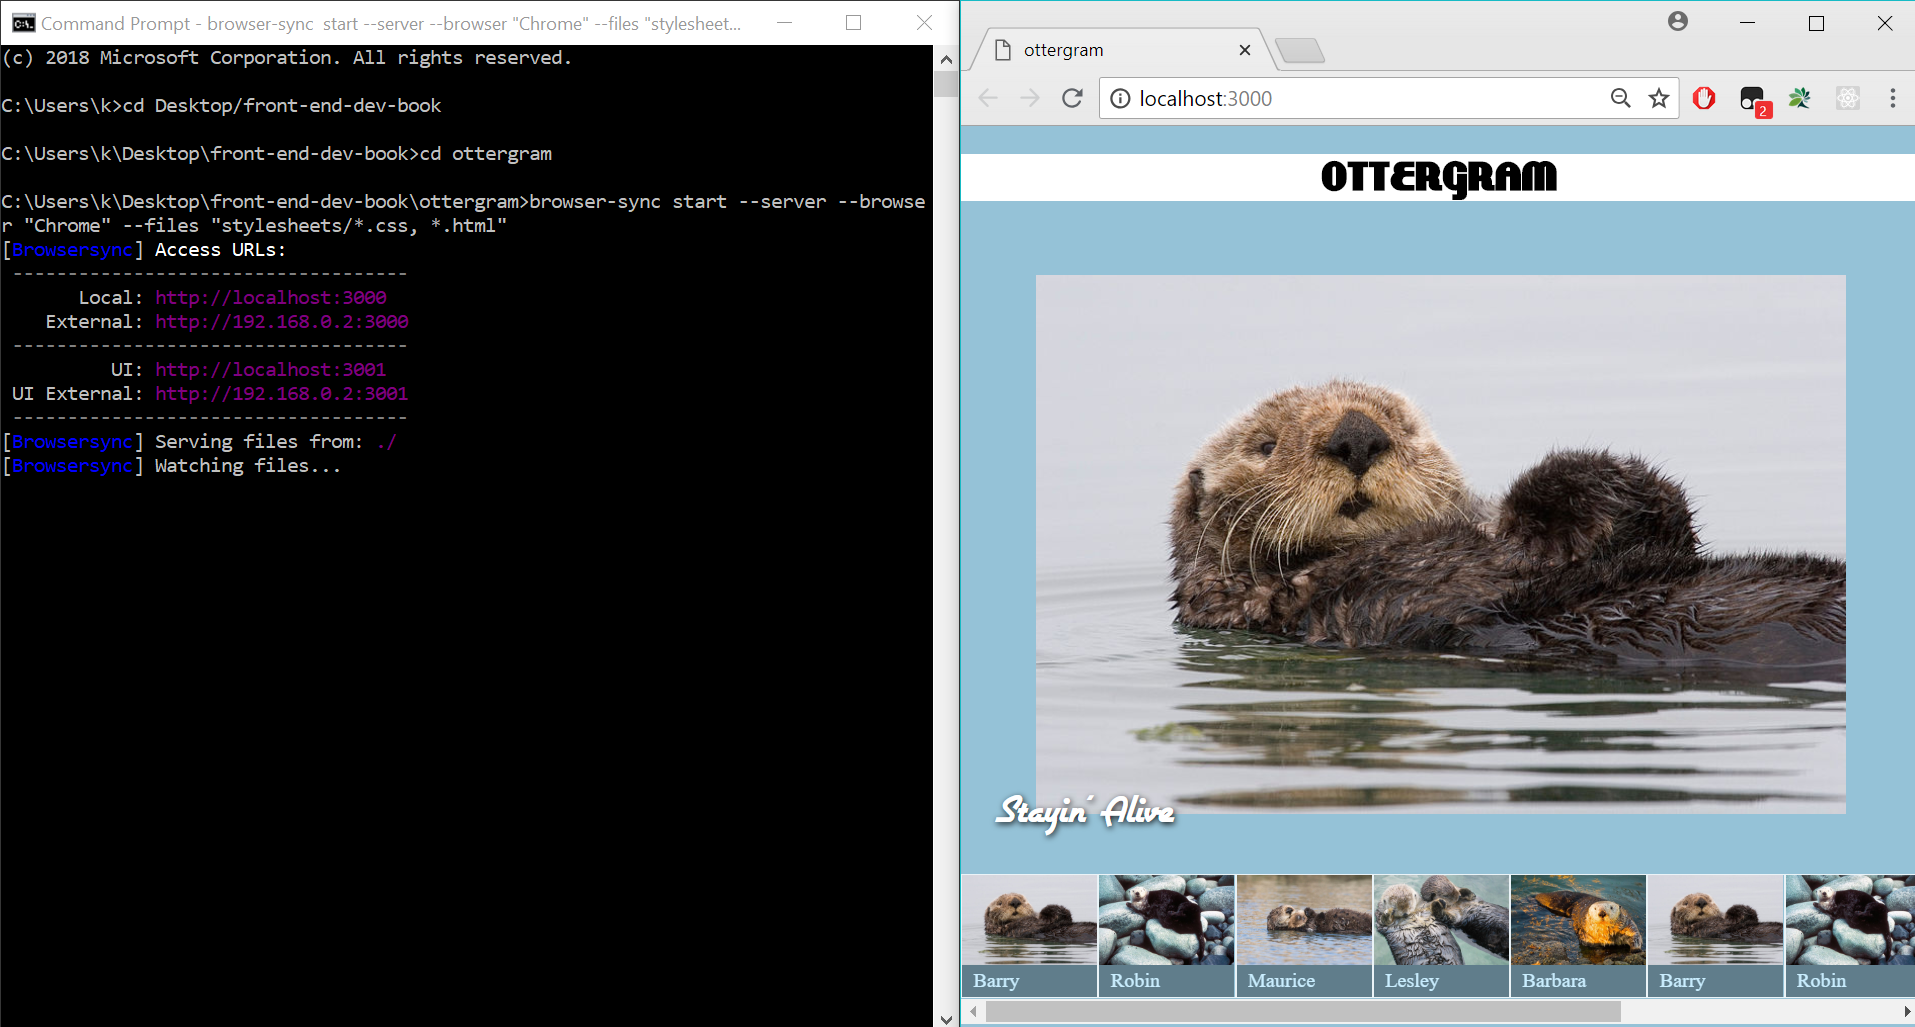 Command Prompt - browser-sync  start --server --browser "Chrome" --files "stylesheet...
(c) 2018 Microsoft Corporation. All rights reserved.
C:\Users\k>cd Desktop/front-end-dev-book
C:\Users\k\Desktop\front-end-dev-book>cd ottergram
C:\Users\k\Desktop\front-end-dev-book\ottergram>browser-sync start --server --browse
r "Chrome" --files "stylesheets/*.css, *.html"
[Browsersync] Access URLs:
-------------------------------------
Local: http://localhost:3000
External: http://192.168.0.2:3000
-------------------------------------
UI: http://localhost:3001
UI External: http://192.168.0.2:3001
-------------------------------------
[Browsersync] Serving files from: ./
[Browsersync] Watching files...
ottergram
localhost:3000
2
OTTERGRAM
Stayin' Alive
Barry
Robin
Maurice
Lesley
Barbara
Barry
Robin